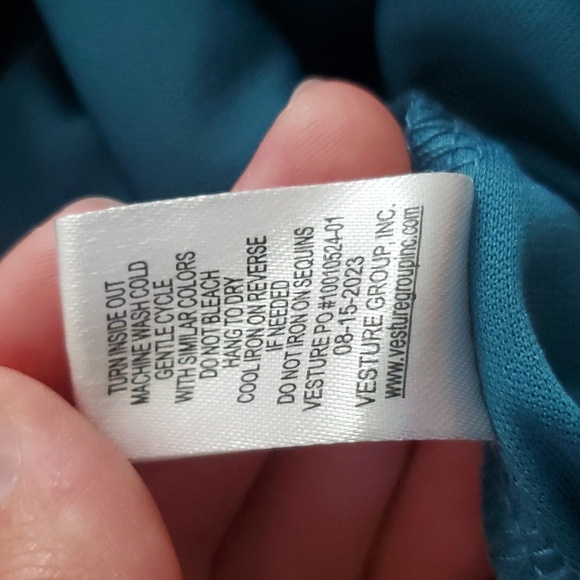 TURN INSIDE OUT
MACHINE WASH COLD
GENTLE CYCLE
WITH SIMILAR COLORS
DO NOT BLEACH
HANG TO DRY
COOL IRON ON REVERSE
IF NEEDED
DO NOT IRON ON SEQUINS
VESTURE PO #10010524-01
08-15-2023
VESTURE GROUP, INC.
www.vesturegroupinc.com